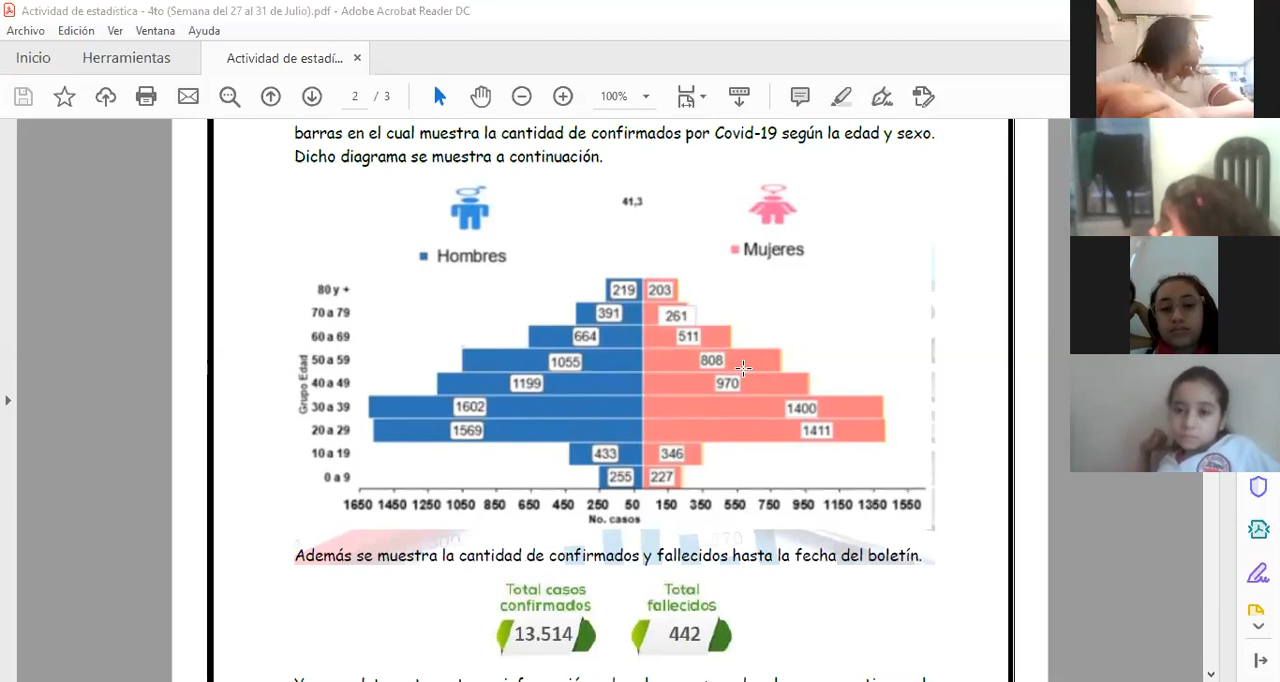 Actividad de estadística - 4to (Semana del 27 al 31 de Julio).pdf - Adobe Acrobat Reader DC
Archivo Edición Ver Ventana Ayuda
Inicio Herramientas Actividad de estadí... ×
2 / 3 100%
barras en el cual muestra la cantidad de confirmados por Covid-19 según la edad y sexo.
Dicho diagrama se muestra a continuación.
41,3
Hombres Mujeres
Grupo Edad
80 y + 219 203
70 a 79 391 261
60 a 69 664 511
50 a 59 1055 808
40 a 49 1199 970
30 a 39 1602 1400
20 a 29 1569 1411
10 a 19 433 346
0 a 9 255 227
1650 1450 1250 1050 850 650 450 250 50 150 350 550 750 950 1150 1350 1550
No. casos
Además se muestra la cantidad de confirmados y fallecidos hasta la fecha del boletín.
Total casos Total
confirmados fallecidos
13.514 442